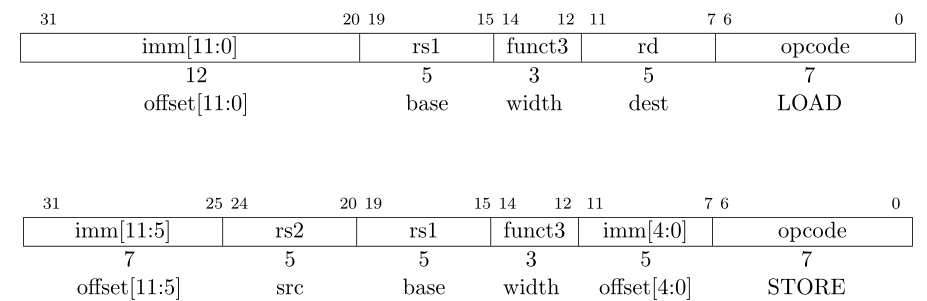 31 20 19 15 14 12 11 7 6 0
imm[11:0] rs1 funct3 rd opcode
12 5 3 5 7
offset[11:0] base width dest LOAD
31 25 24 20 19 15 14 12 11 7 6 0
imm[11:5] rs2 rs1 funct3 imm[4:0] opcode
7 5 5 3 5 7
offset[11:5] src base width offset[4:0] STORE